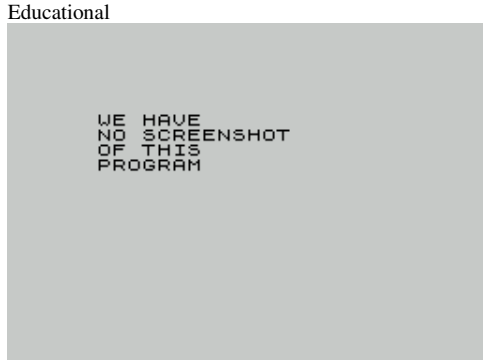 Educational
WE HAVE
NO SCREENSHOT
OF THIS
PROGRAM